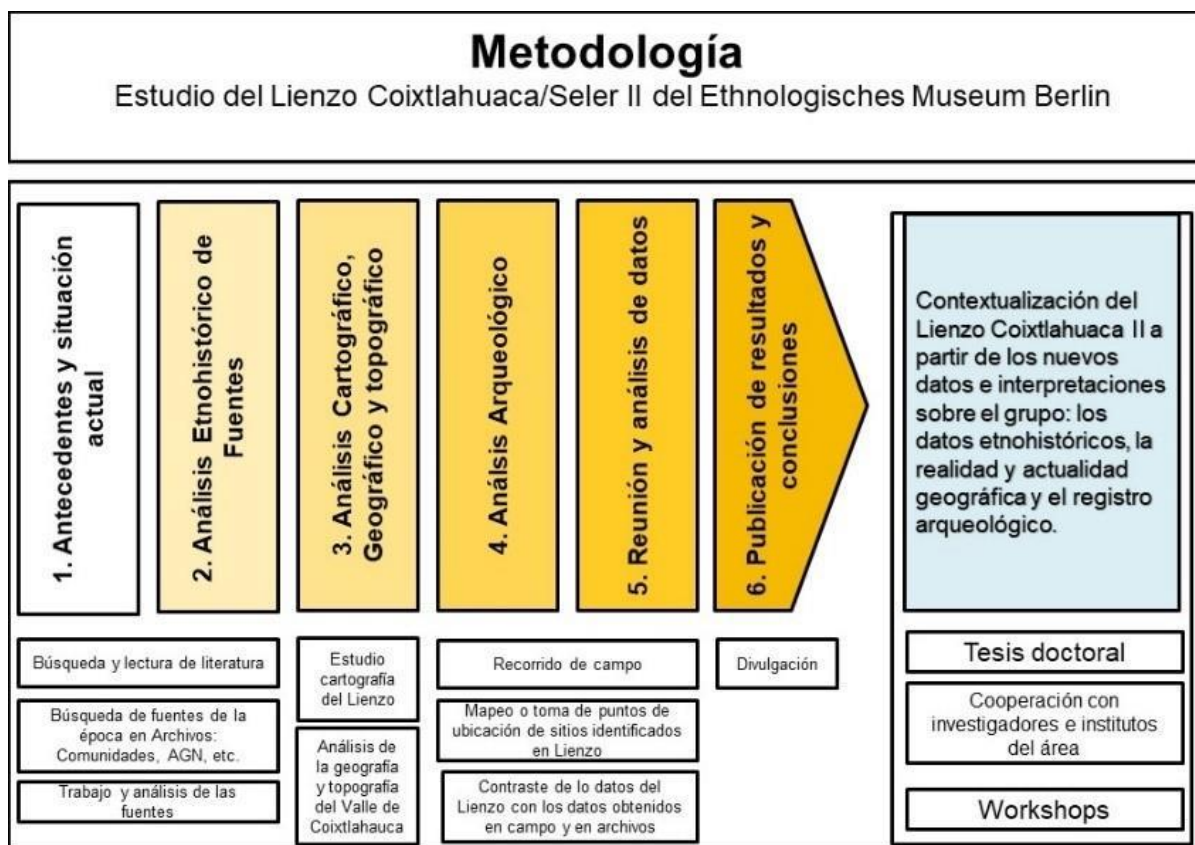 Metodología
Estudio del Lienzo Coixtlahuaca/Seler II del Ethnologisches Museum Berlin
1. Antecedentes y situación
actual
2. Análisis Etnohistórico de
Fuentes
3. Análisis Cartográfico,
Geográfico y topográfico
4. Análsis Arqueológico
5. Reunión y análisis de datos
6. Publicación de resultados y
conclusiones
Contextualización del
Lienzo Coixtlahuaca II a
partir de los nuevos
datos e interpretaciones
sobre el grupo: los
datos etnohistóricos, la
realidad y actualidad
geográfica y el registro
arqueológico.
Búsqueda y lectura de literatura
Búsqueda de fuentes de la
época en Archivos:
Comunidades, AGN, etc.
Trabajo y análisis de las
fuentes
Estudio
cartografía
del Lienzo
Análisis de
la geografía
y topografía
del Valle de
Coixtlahauca
Recorrido de campo
Mapeo o toma de puntos de
ubicación de sitios identificados
en Lienzo
Contraste de lo datos del
Lienzo con los datos obtenidos
en campo y en archivos
Divulgación
Tesis doctoral
Cooperación con
investigadores e institutos
del área
Workshops